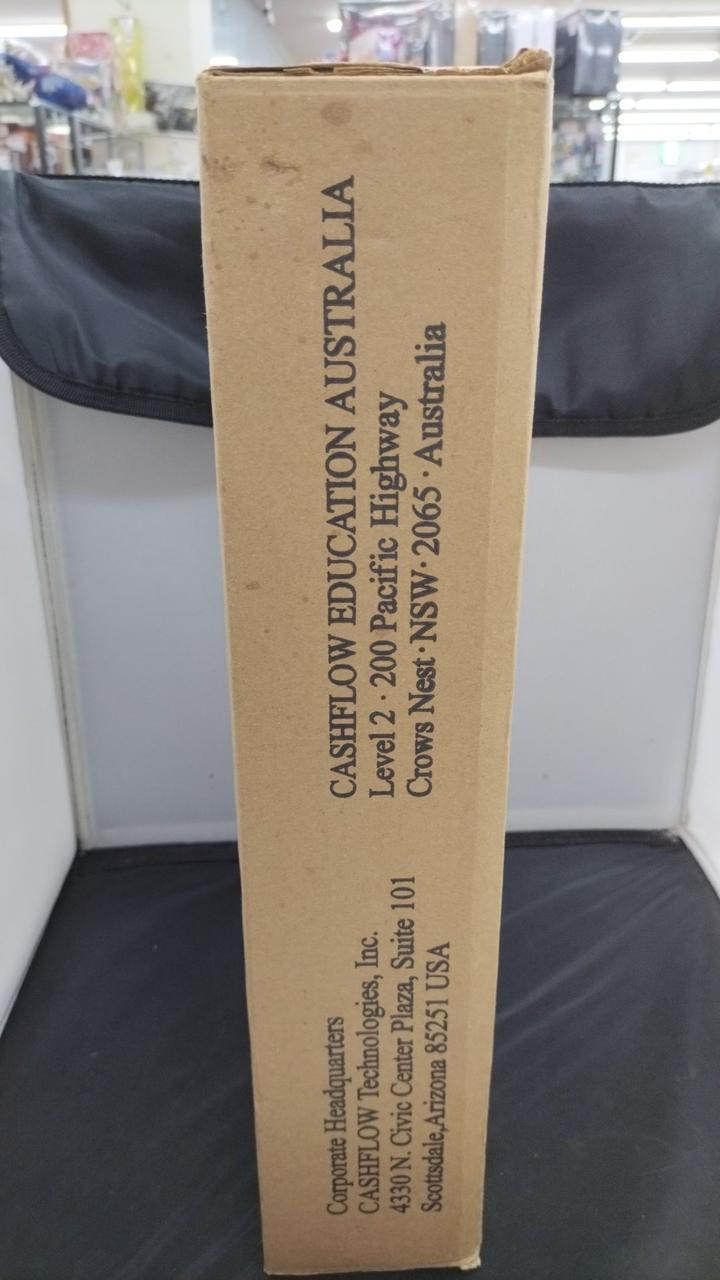 CASHFLOW EDUCATION AUSTRALIA
Level 2 · 200 Pacific Highway
Crows Nest · NSW · 2065 · Australia
Corporate Headquarters
CASHFLOW Technologies, Inc.
4330 N. Civic Center Plaza, Suite 101
Scottsdale,Arizona 85251 USA